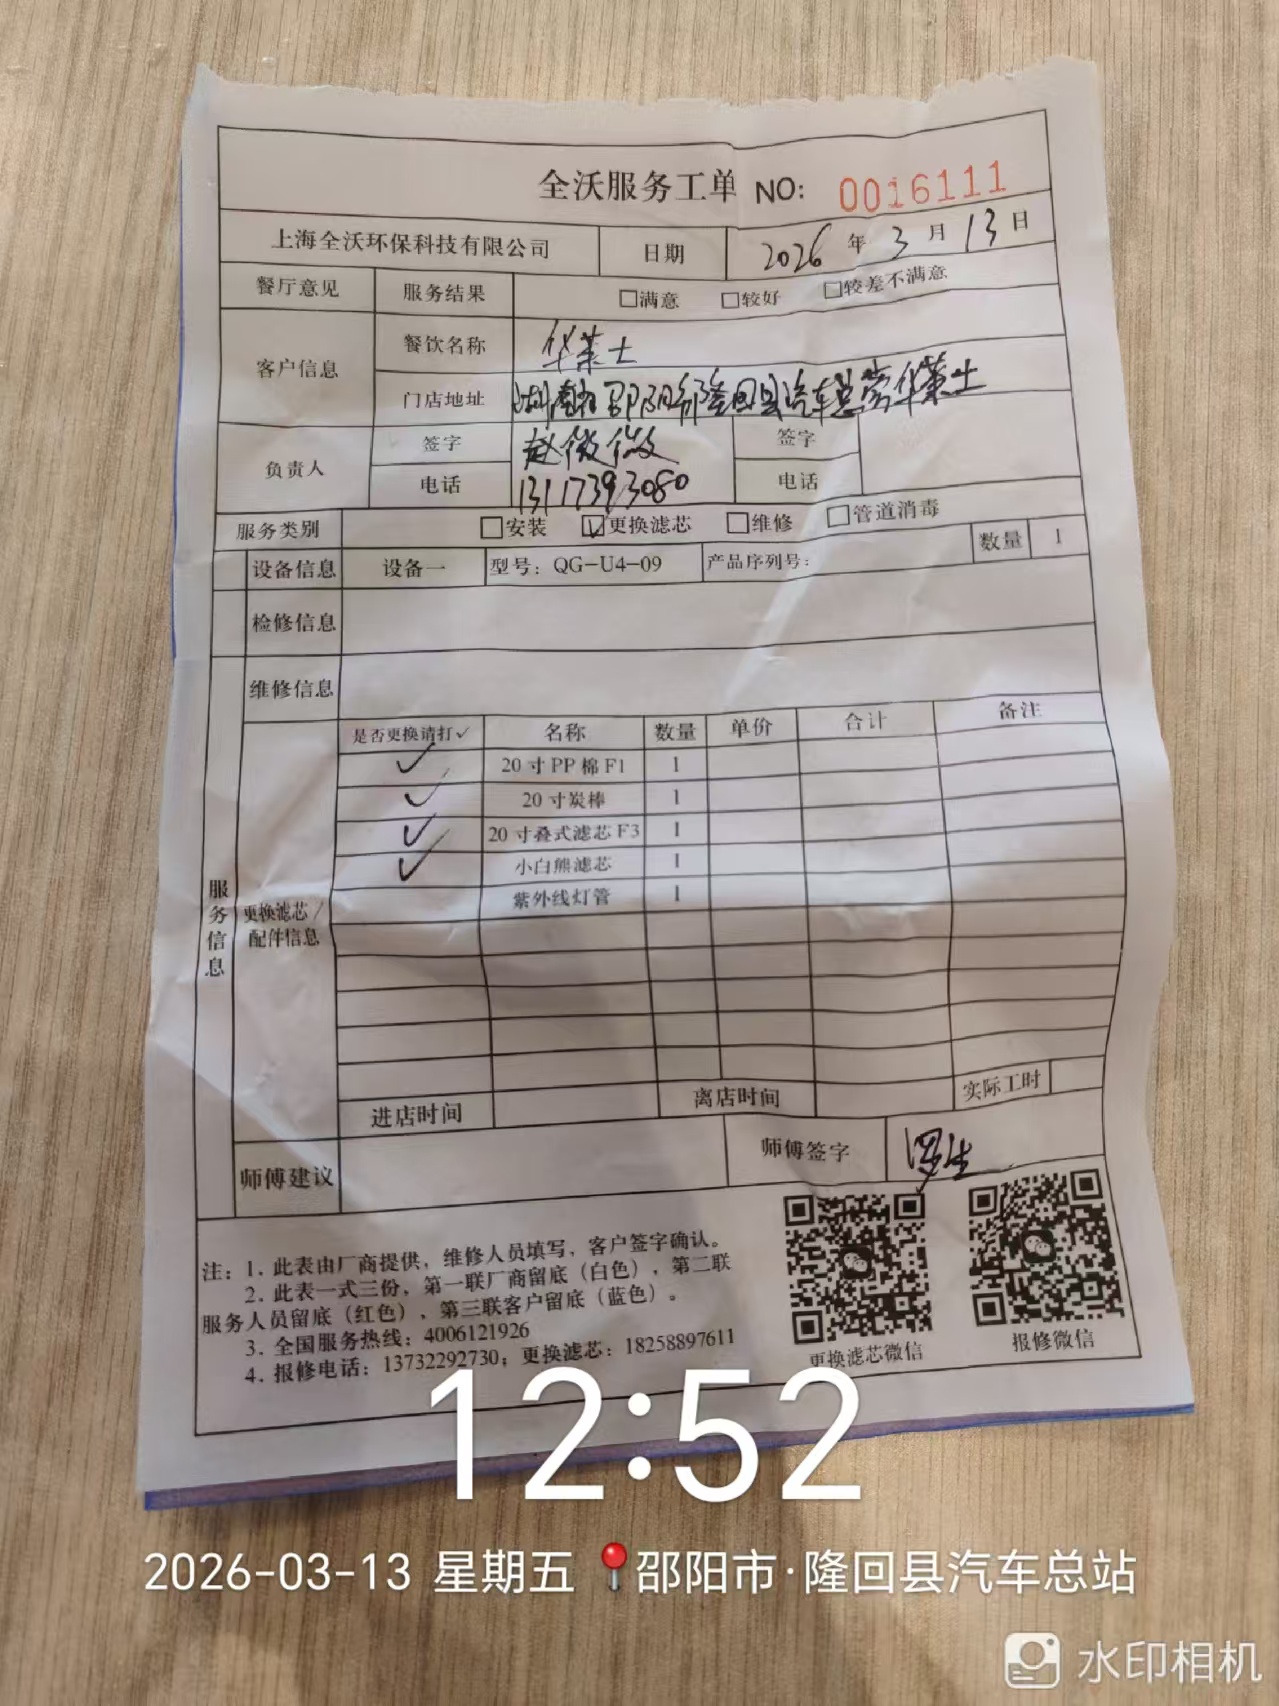 全沃服务工单 NO: 0016111
上海全沃环保科技有限公司 日期 2026 年 3 月 13 日
餐厅意见 服务结果 □满意 □较好 □较差不满意
客户信息 餐饮名称 华莱士
门店地址 湖南省邵阳市隆回县汽车总站华莱士
负责人 签字 赵微微 签字
电话 13117393080 电话
服务类别 □安装 ☑更换滤芯 □维修 □管道消毒
设备信息 设备一 型号: QG-U4-09 产品序列号: 数量 1
检修信息
维修信息
服务信息
更换滤芯/配件信息
是否更换请打✓ 名称 数量 单价 合计 备注
✓ 20寸PP棉F1 1
✓ 20寸炭棒 1
✓ 20寸叠式滤芯F3 1
✓ 小白熊滤芯 1
紫外线灯管 1
进店时间 离店时间 实际工时
师傅建议 师傅签字 罗生
注: 1. 此表由厂商提供，维修人员填写，客户签字确认。
2. 此表一式三份，第一联厂商留底（白色），第二联
服务人员留底（红色），第三联客户留底（蓝色）。
3. 全国服务热线: 4006121926
4. 报修电话: 13732292730; 更换滤芯: 18258897611
更换滤芯微信 报修微信
12:52
2026-03-13 星期五 📍邵阳市·隆回县汽车总站
水印相机